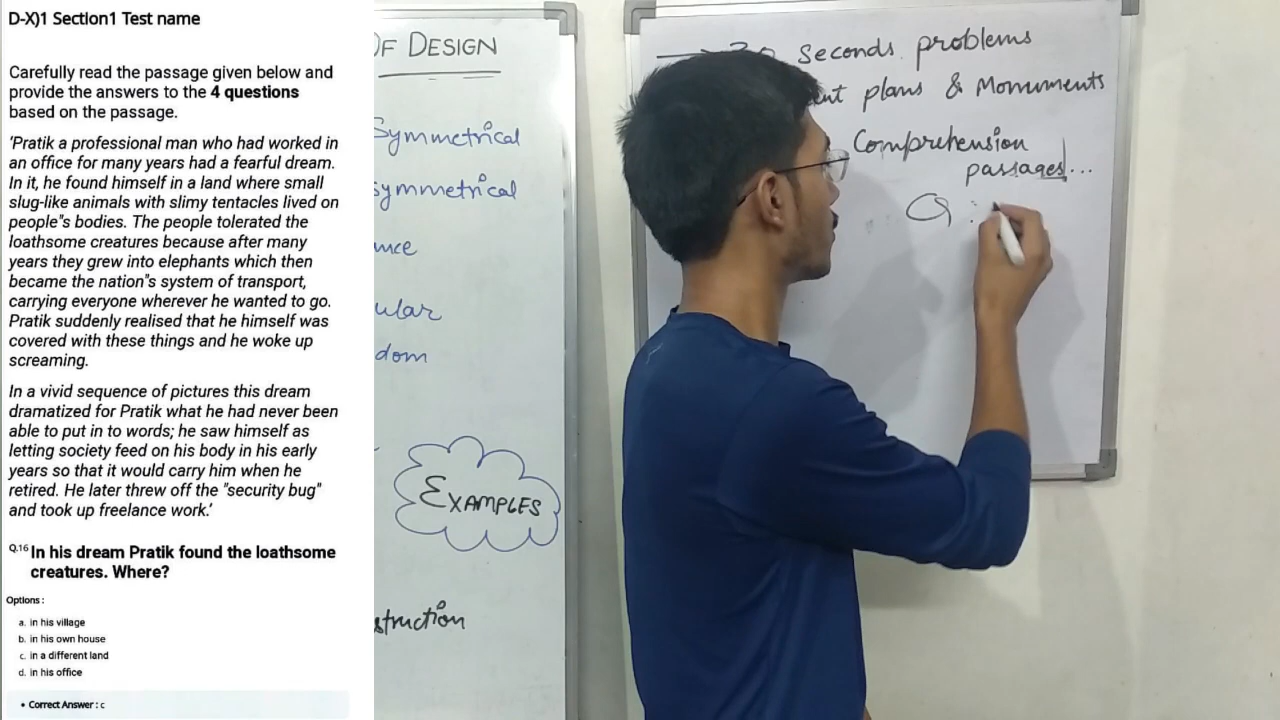 D-X)1 Section1 Test name
Carefully read the passage given below and
provide the answers to the 4 questions
based on the passage.
'Pratik a professional man who had worked in
an office for many years had a fearful dream.
In it, he found himself in a land where small
slug-like animals with slimy tentacles lived on
people"s bodies. The people tolerated the
loathsome creatures because after many
years they grew into elephants which then
became the nation"s system of transport,
carrying everyone wherever he wanted to go.
Pratik suddenly realised that he himself was
covered with these things and he woke up
screaming.
In a vivid sequence of pictures this dream
dramatized for Pratik what he had never been
able to put in to words; he saw himself as
letting society feed on his body in his early
years so that it would carry him when he
retired. He later threw off the "security bug"
and took up freelance work.'
Q.16 In his dream Pratik found the loathsome
creatures. Where?
Options :
a. in his village
b. in his own house
c. in a different land
d. in his office
• Correct Answer : c
OF DESIGN
Symmetrical
symmetrical
EXAMPLES
seconds problems
plans & Monuments
Comprehension
passages...
Q :